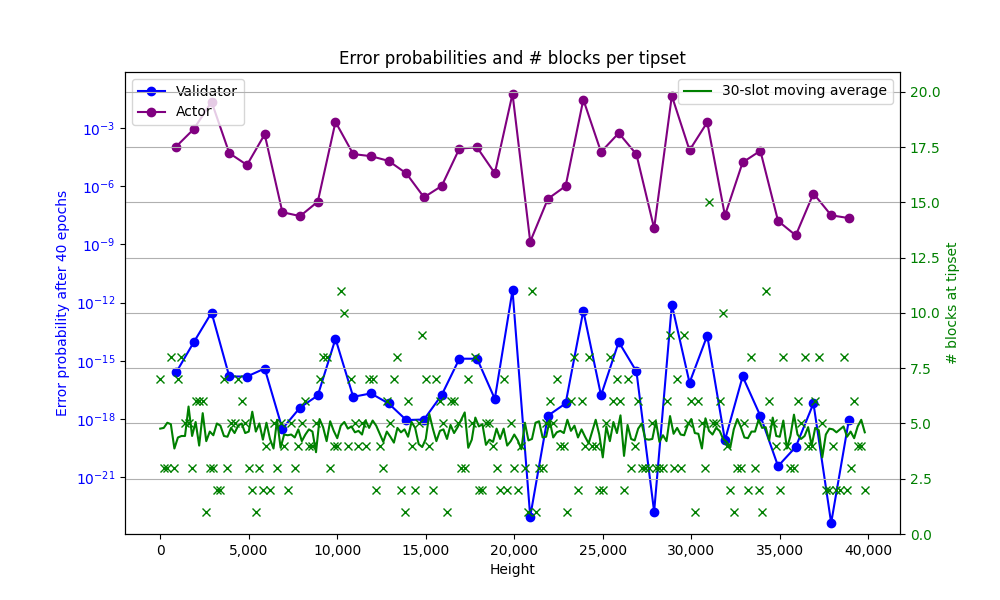 Error probabilities and # blocks per tipset
Validator
Actor
30-slot moving average
Error probability after 40 epochs
10⁻³
10⁻⁶
10⁻⁹
10⁻¹²
10⁻¹⁵
10⁻¹⁸
10⁻²¹
20.0
17.5
15.0
12.5
10.0
7.5
5.0
2.5
0.0
# blocks at tipset
0 5,000 10,000 15,000 20,000 25,000 30,000 35,000 40,000
Height